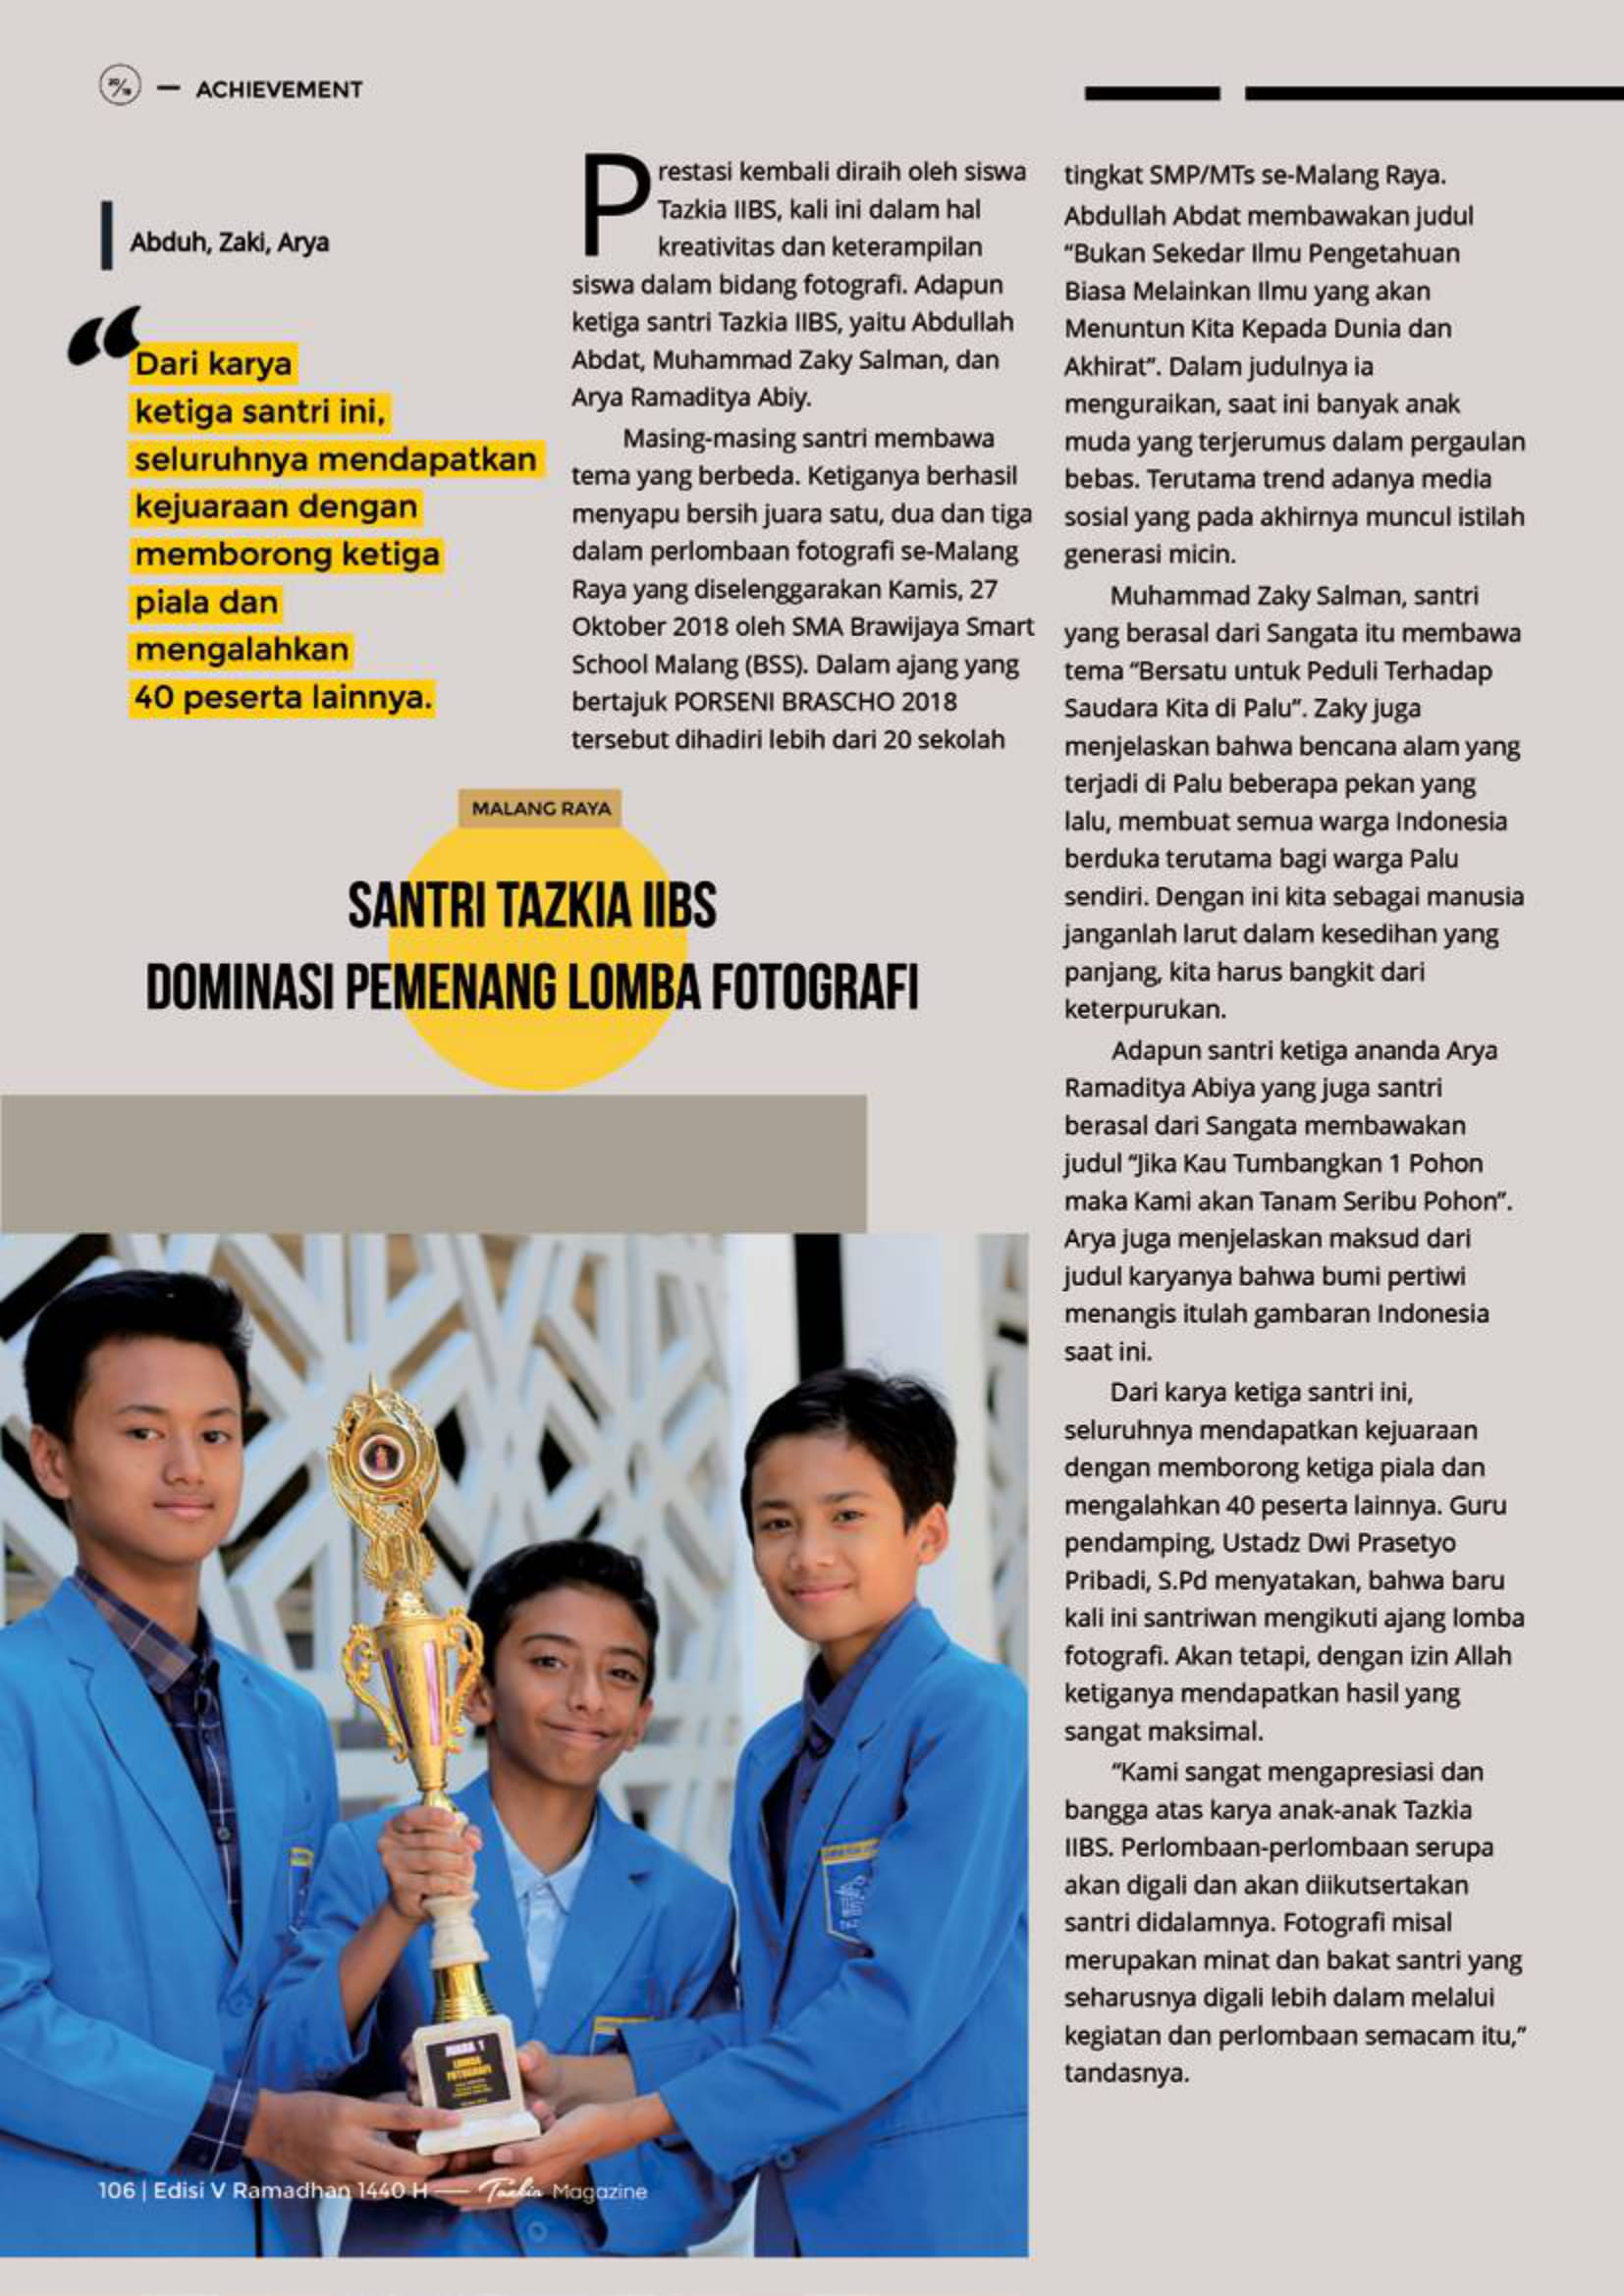 20/19 — ACHIEVEMENT
Abduh, Zaki, Arya
“Dari karya
ketiga santri ini,
seluruhnya mendapatkan
kejuaraan dengan
memborong ketiga
piala dan
mengalahkan
40 peserta lainnya.
Prestasi kembali diraih oleh siswa
Tazkia IIBS, kali ini dalam hal
kreativitas dan keterampilan
siswa dalam bidang fotografi. Adapun
ketiga santri Tazkia IIBS, yaitu Abdullah
Abdat, Muhammad Zaky Salman, dan
Arya Ramaditya Abiy.
Masing-masing santri membawa
tema yang berbeda. Ketiganya berhasil
menyapu bersih juara satu, dua dan tiga
dalam perlombaan fotografi se-Malang
Raya yang diselenggarakan Kamis, 27
Oktober 2018 oleh SMA Brawijaya Smart
School Malang (BSS). Dalam ajang yang
bertajuk PORSENI BRASCHO 2018
tersebut dihadiri lebih dari 20 sekolah
tingkat SMP/MTs se-Malang Raya.
Abdullah Abdat membawakan judul
“Bukan Sekedar Ilmu Pengetahuan
Biasa Melainkan Ilmu yang akan
Menuntun Kita Kepada Dunia dan
Akhirat”. Dalam judulnya ia
menguraikan, saat ini banyak anak
muda yang terjerumus dalam pergaulan
bebas. Terutama trend adanya media
sosial yang pada akhirnya muncul istilah
generasi micin.
Muhammad Zaky Salman, santri
yang berasal dari Sangata itu membawa
tema “Bersatu untuk Peduli Terhadap
Saudara Kita di Palu”. Zaky juga
menjelaskan bahwa bencana alam yang
terjadi di Palu beberapa pekan yang
lalu, membuat semua warga Indonesia
berduka terutama bagi warga Palu
sendiri. Dengan ini kita sebagai manusia
janganlah larut dalam kesedihan yang
panjang, kita harus bangkit dari
keterpurukan.
Adapun santri ketiga ananda Arya
Ramaditya Abiya yang juga santri
berasal dari Sangata membawakan
judul “Jika Kau Tumbangkan 1 Pohon
maka Kami akan Tanam Seribu Pohon”.
Arya juga menjelaskan maksud dari
judul karyanya bahwa bumi pertiwi
menangis itulah gambaran Indonesia
saat ini.
Dari karya ketiga santri ini,
seluruhnya mendapatkan kejuaraan
dengan memborong ketiga piala dan
mengalahkan 40 peserta lainnya. Guru
pendamping, Ustadz Dwi Prasetyo
Pribadi, S.Pd menyatakan, bahwa baru
kali ini santriwan mengikuti ajang lomba
fotografi. Akan tetapi, dengan izin Allah
ketiganya mendapatkan hasil yang
sangat maksimal.
“Kami sangat mengapresiasi dan
bangga atas karya anak-anak Tazkia
IIBS. Perlombaan-perlombaan serupa
akan digali dan akan diikutsertakan
santri didalamnya. Fotografi misal
merupakan minat dan bakat santri yang
seharusnya digali lebih dalam melalui
kegiatan dan perlombaan semacam itu,”
tandasnya.
MALANG RAYA
SANTRI TAZKIA IIBS
DOMINASI PEMENANG LOMBA FOTOGRAFI
JUARA 1
LOMBA
FOTOGRAFI
106 | Edisi V Ramadhan 1440 H — Tazkia Magazine